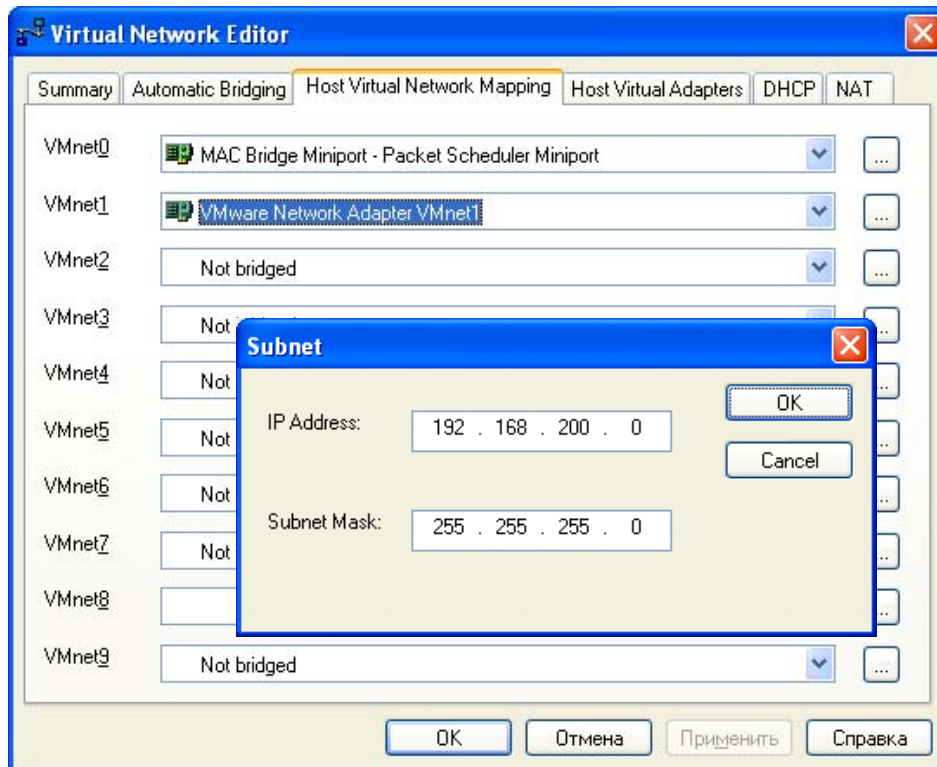 Virtual Network Editor
Summary Automatic Bridging Host Virtual Network Mapping Host Virtual Adapters DHCP NAT
VMnet0 MAC Bridge Miniport - Packet Scheduler Miniport ...
VMnet1 VMware Network Adapter VMnet1 ...
VMnet2 Not bridged ...
VMnet3 Not
VMnet4 Not
VMnet5 Not
VMnet6 Not
VMnet7 Not
VMnet8
VMnet9 Not bridged ...
Subnet
IP Address: 192 . 168 . 200 . 0
OK
Cancel
Subnet Mask: 255 . 255 . 255 . 0
OK Отмена Применить Справка